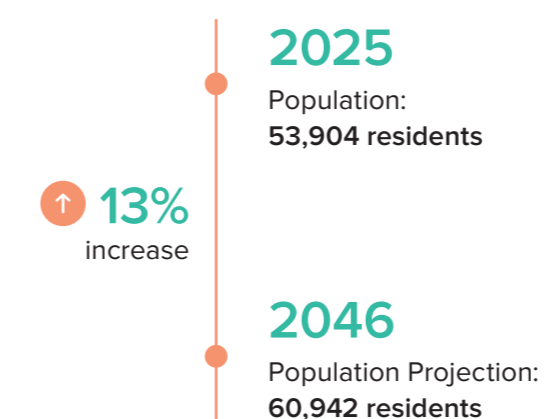 2025
Population:
53,904 residents
13%
increase
2046
Population Projection:
60,942 residents